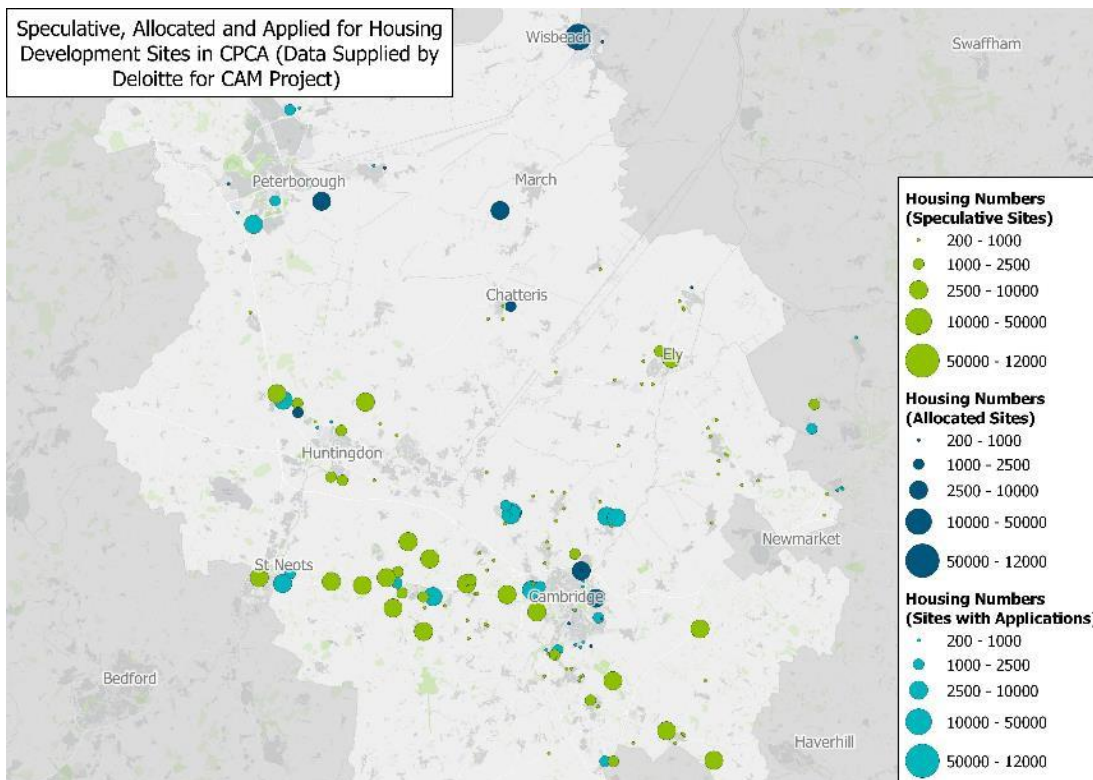 Speculative, Allocated and Applied for Housing
Development Sites in CPCA (Data Supplied by
Deloitte for CAM Project)
Wisbeach
Swaffham
Peterborough
March
Chatteris
Ely
Huntingdon
Newmarket
St Neots
Cambridge
Bedford
Haverhill
Housing Numbers
(Speculative Sites)
200 - 1000
1000 - 2500
2500 - 10000
10000 - 50000
50000 - 12000
Housing Numbers
(Allocated Sites)
200 - 1000
1000 - 2500
2500 - 10000
10000 - 50000
50000 - 12000
Housing Numbers
(Sites with Applications)
200 - 1000
1000 - 2500
2500 - 10000
10000 - 50000
50000 - 12000